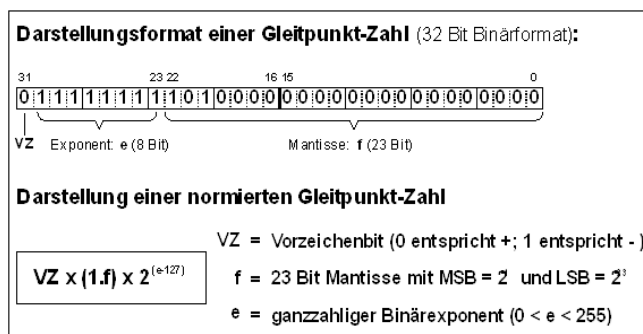 Darstellungsformat einer Gleitpunkt-Zahl (32 Bit Binärformat):
31 23 22 16 15 0
0 1 1 1 1 1 1 1 1 1 0 1 0 0 0 0 0 0 0 0 0 0 0 0 0 0 0 0 0 0 0 0
VZ Exponent: e (8 Bit) Mantisse: f (23 Bit)
Darstellung einer normierten Gleitpunkt-Zahl
VZ = Vorzeichenbit (0 entspricht +; 1 entspricht - )
VZ x (1.f) x 2(e-127)
f = 23 Bit Mantisse mit MSB = 2 und LSB = 2
e = ganzzahliger Binärexponent (0 < e < 255)